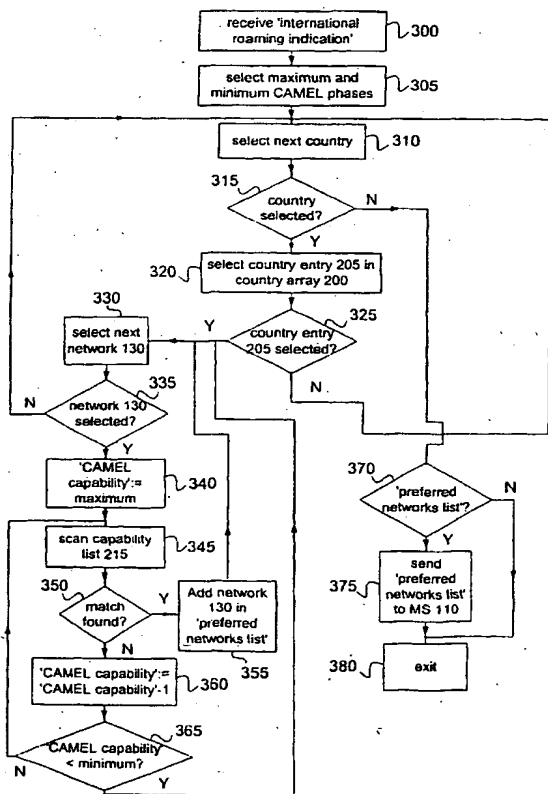 receive 'international
roaming indication'
300
select maximum and
minimum CAMEL phases
305
select next country
310
315
country
selected?
N
Y
320
select country entry 205 in
country array 200
325
country entry
205 selected?
Y
N
330
select next
network 130
335
network 130
selected?
N
Y
'CAMEL
capability':=
maximum
340
scan capability
list 215
345
350
match
found?
Y
N
Add network
130 in
'preferred
networks list'
355
'CAMEL capability':=
'CAMEL capability'-1
360
365
'CAMEL capability'
< minimum?
N
Y
370
'preferred
networks list'?
N
Y
375
send
'preferred
networks list'
to MS 110
380
exit